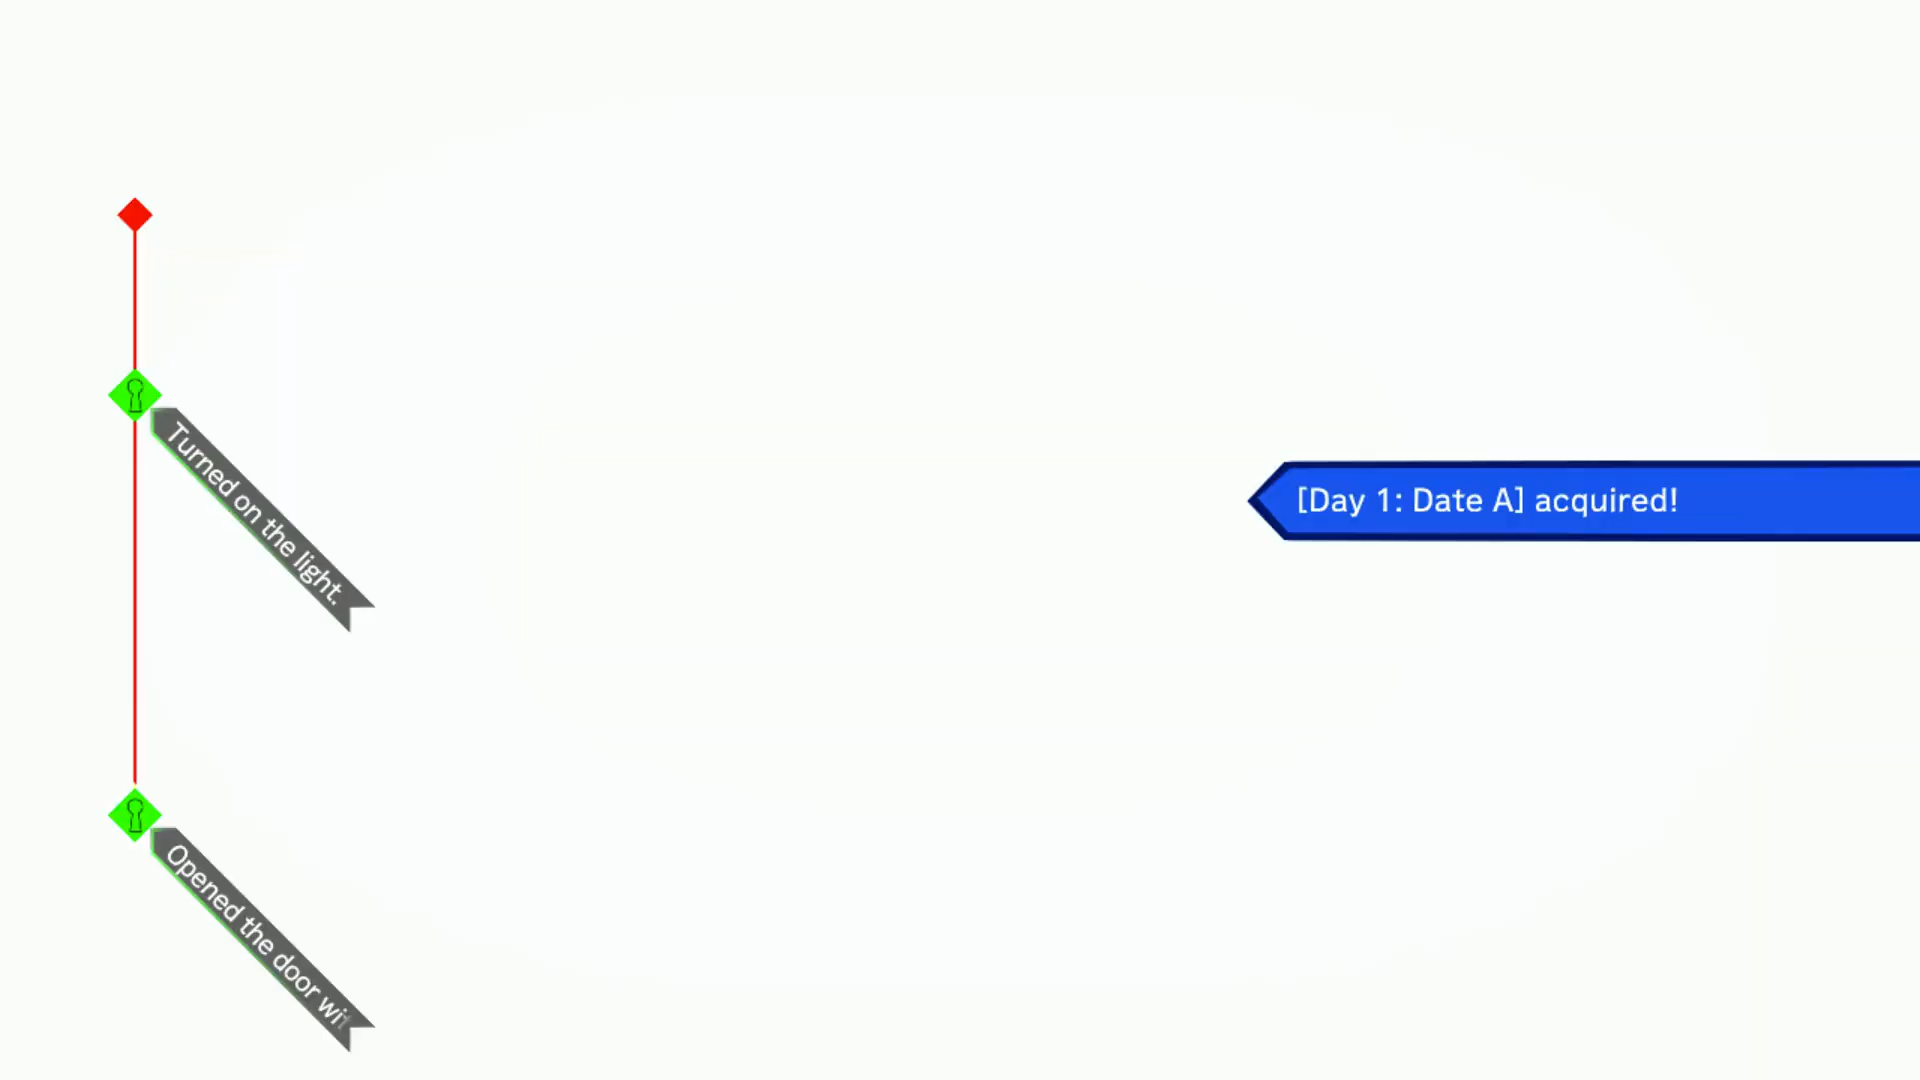 Turned on the light.
[Day 1: Date A] acquired!
Opened the door